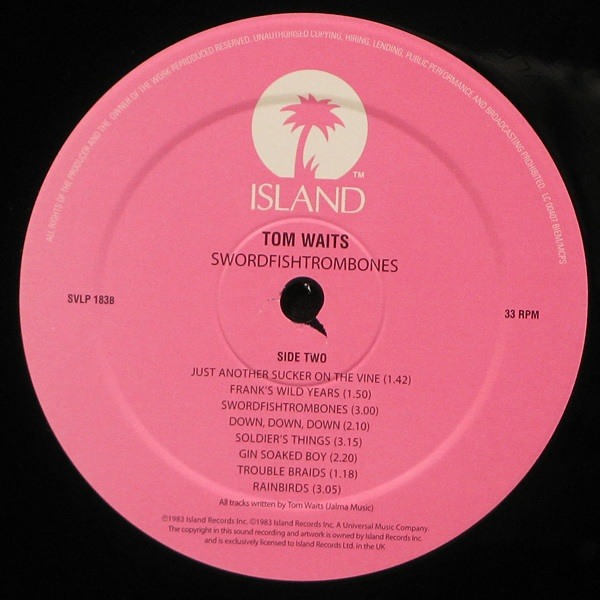 ALL RIGHTS OF THE PRODUCER AND THE OWNER OF THE WORK REPRODUCED RESERVED. UNAUTHORISED COPYING, HIRING, LENDING, PUBLIC PERFORMANCE AND BROADCASTING PROHIBITED. LC 00407 BIEM/MCPS
TM
ISLAND
TOM WAITS
SWORDFISHTROMBONES
SVLP 183B
33 RPM
SIDE TWO
JUST ANOTHER SUCKER ON THE VINE (1.42)
FRANK'S WILD YEARS (1.50)
SWORDFISHTROMBONES (3.00)
DOWN, DOWN, DOWN (2.10)
SOLDIER'S THINGS (3.15)
GIN SOAKED BOY (2.20)
TROUBLE BRAIDS (1.18)
RAINBIRDS (3.05)
All tracks written by Tom Waits (Jalma Music)
©1983 Island Records Inc. ©1983 Island Records Inc. A Universal Music Company.
The copyright in this sound recording and artwork is owned by Island Records Inc.
and is exclusively licensed to Island Records Ltd. in the UK